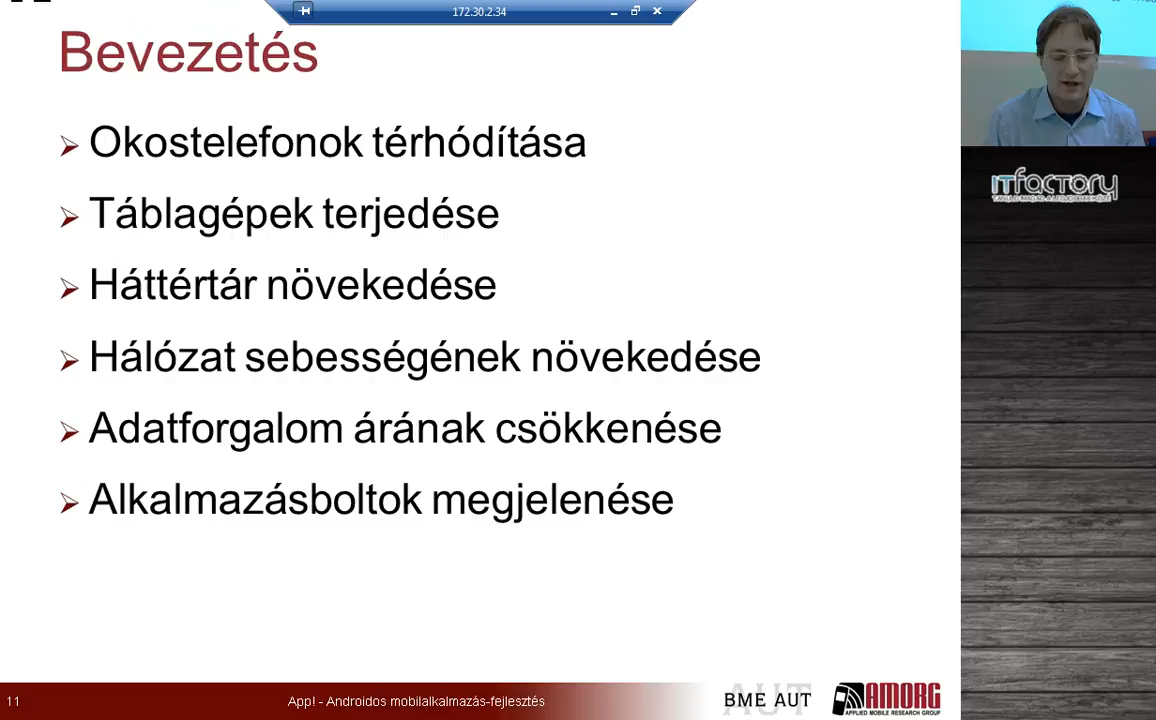 172.30.2.34
Bevezetés
Okostelefonok térhódítása
Táblagépek terjedése
Háttértár növekedése
Hálózat sebességének növekedése
Adatforgalom árának csökkenése
Alkalmazásboltok megjelenése
11
App! - Androidos mobilalkalmazás-fejlesztés
AUT
BME AUT
AMORG
APPLIED MOBILE RESEARCH GROUP
ITfactory